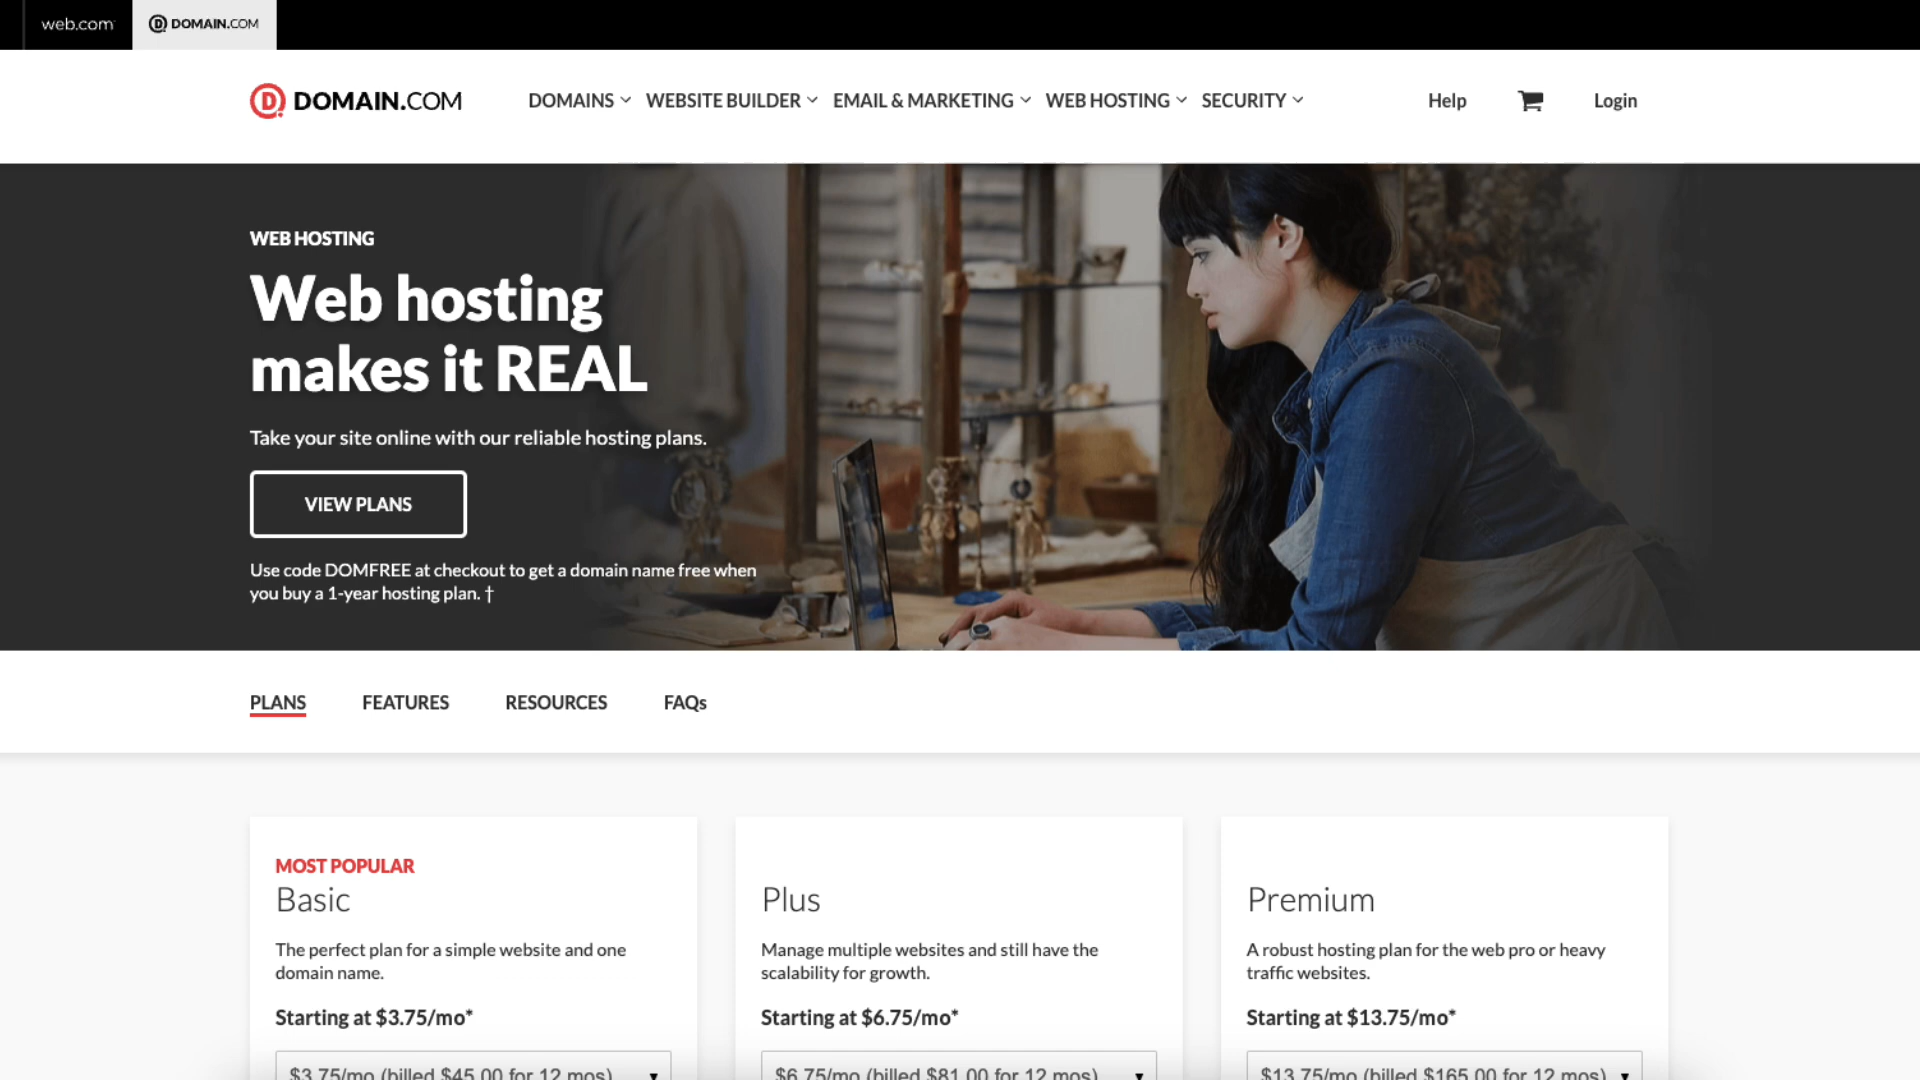 web.com
DOMAIN.COM
DOMAIN.COM
DOMAINS
WEBSITE BUILDER
EMAIL & MARKETING
WEB HOSTING
SECURITY
Help
Login
WEB HOSTING
Web hosting
makes it REAL
Take your site online with our reliable hosting plans.
VIEW PLANS
Use code DOMFREE at checkout to get a domain name free when
you buy a 1-year hosting plan. †
PLANS
FEATURES
RESOURCES
FAQs
MOST POPULAR
Basic
The perfect plan for a simple website and one
domain name.
Starting at $3.75/mo*
$3.75/mo (billed $45.00 for 12 mos)
Plus
Manage multiple websites and still have the
scalability for growth.
Starting at $6.75/mo*
$6.75/mo (billed $81.00 for 12 mos)
Premium
A robust hosting plan for the web pro or heavy
traffic websites.
Starting at $13.75/mo*
$13.75/mo (billed $165.00 for 12 mos)